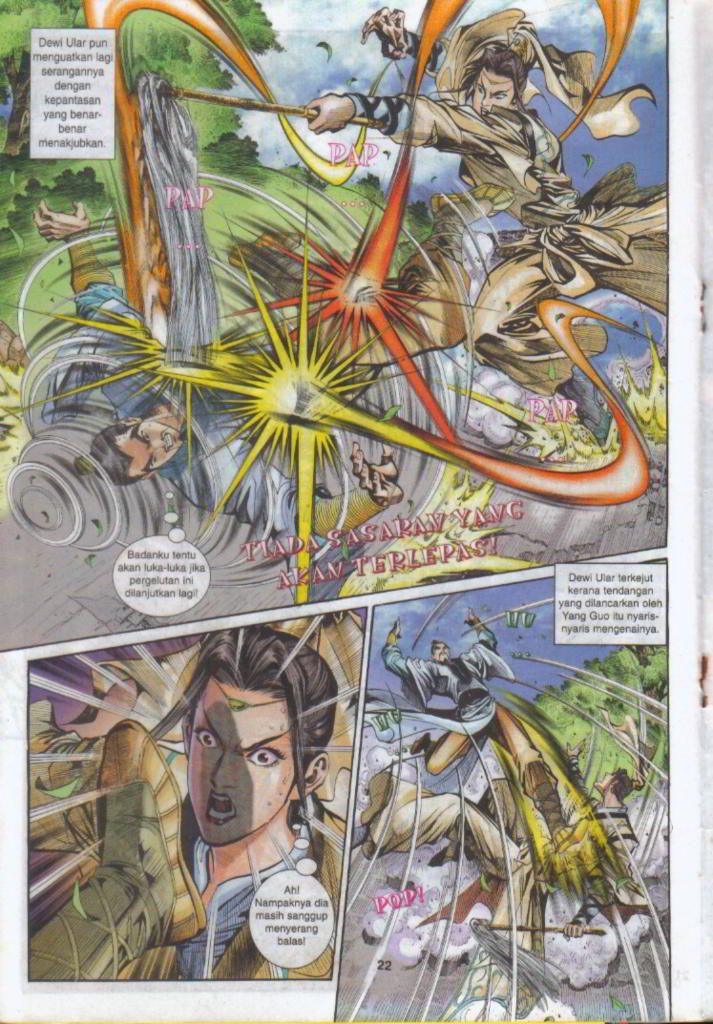 Dewi Ular pun
menguatkan lagi
serangannya
dengan
kepantasan
yang benar-
benar
menakjubkan.
PAP
...
PAP
...
PAP
TIADA SASARAN YANG
AKAN TERLEPAS!
Badanku tentu
akan luka-luka jika
pergelutan ini
dilanjutkan lagi!
Dewi Ular terkejut
kerana tendangan
yang dilancarkan oleh
Yang Guo itu nyaris-
nyaris mengenainya.
Ah!
Nampaknya dia
masih sanggup
menyerang
balas!
POP!
22